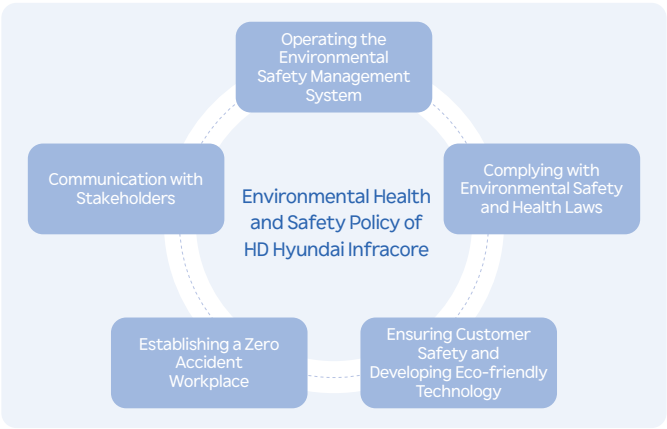 Operating the
Environmental
Safety Management
System
Communication with
Stakeholders
Complying with
Environmental Safety
and Health Laws
Environmental Health
and Safety Policy of
HD Hyundai Infracore
Establishing a Zero
Accident
Workplace
Ensuring Customer
Safety and
Developing Eco-friendly
Technology